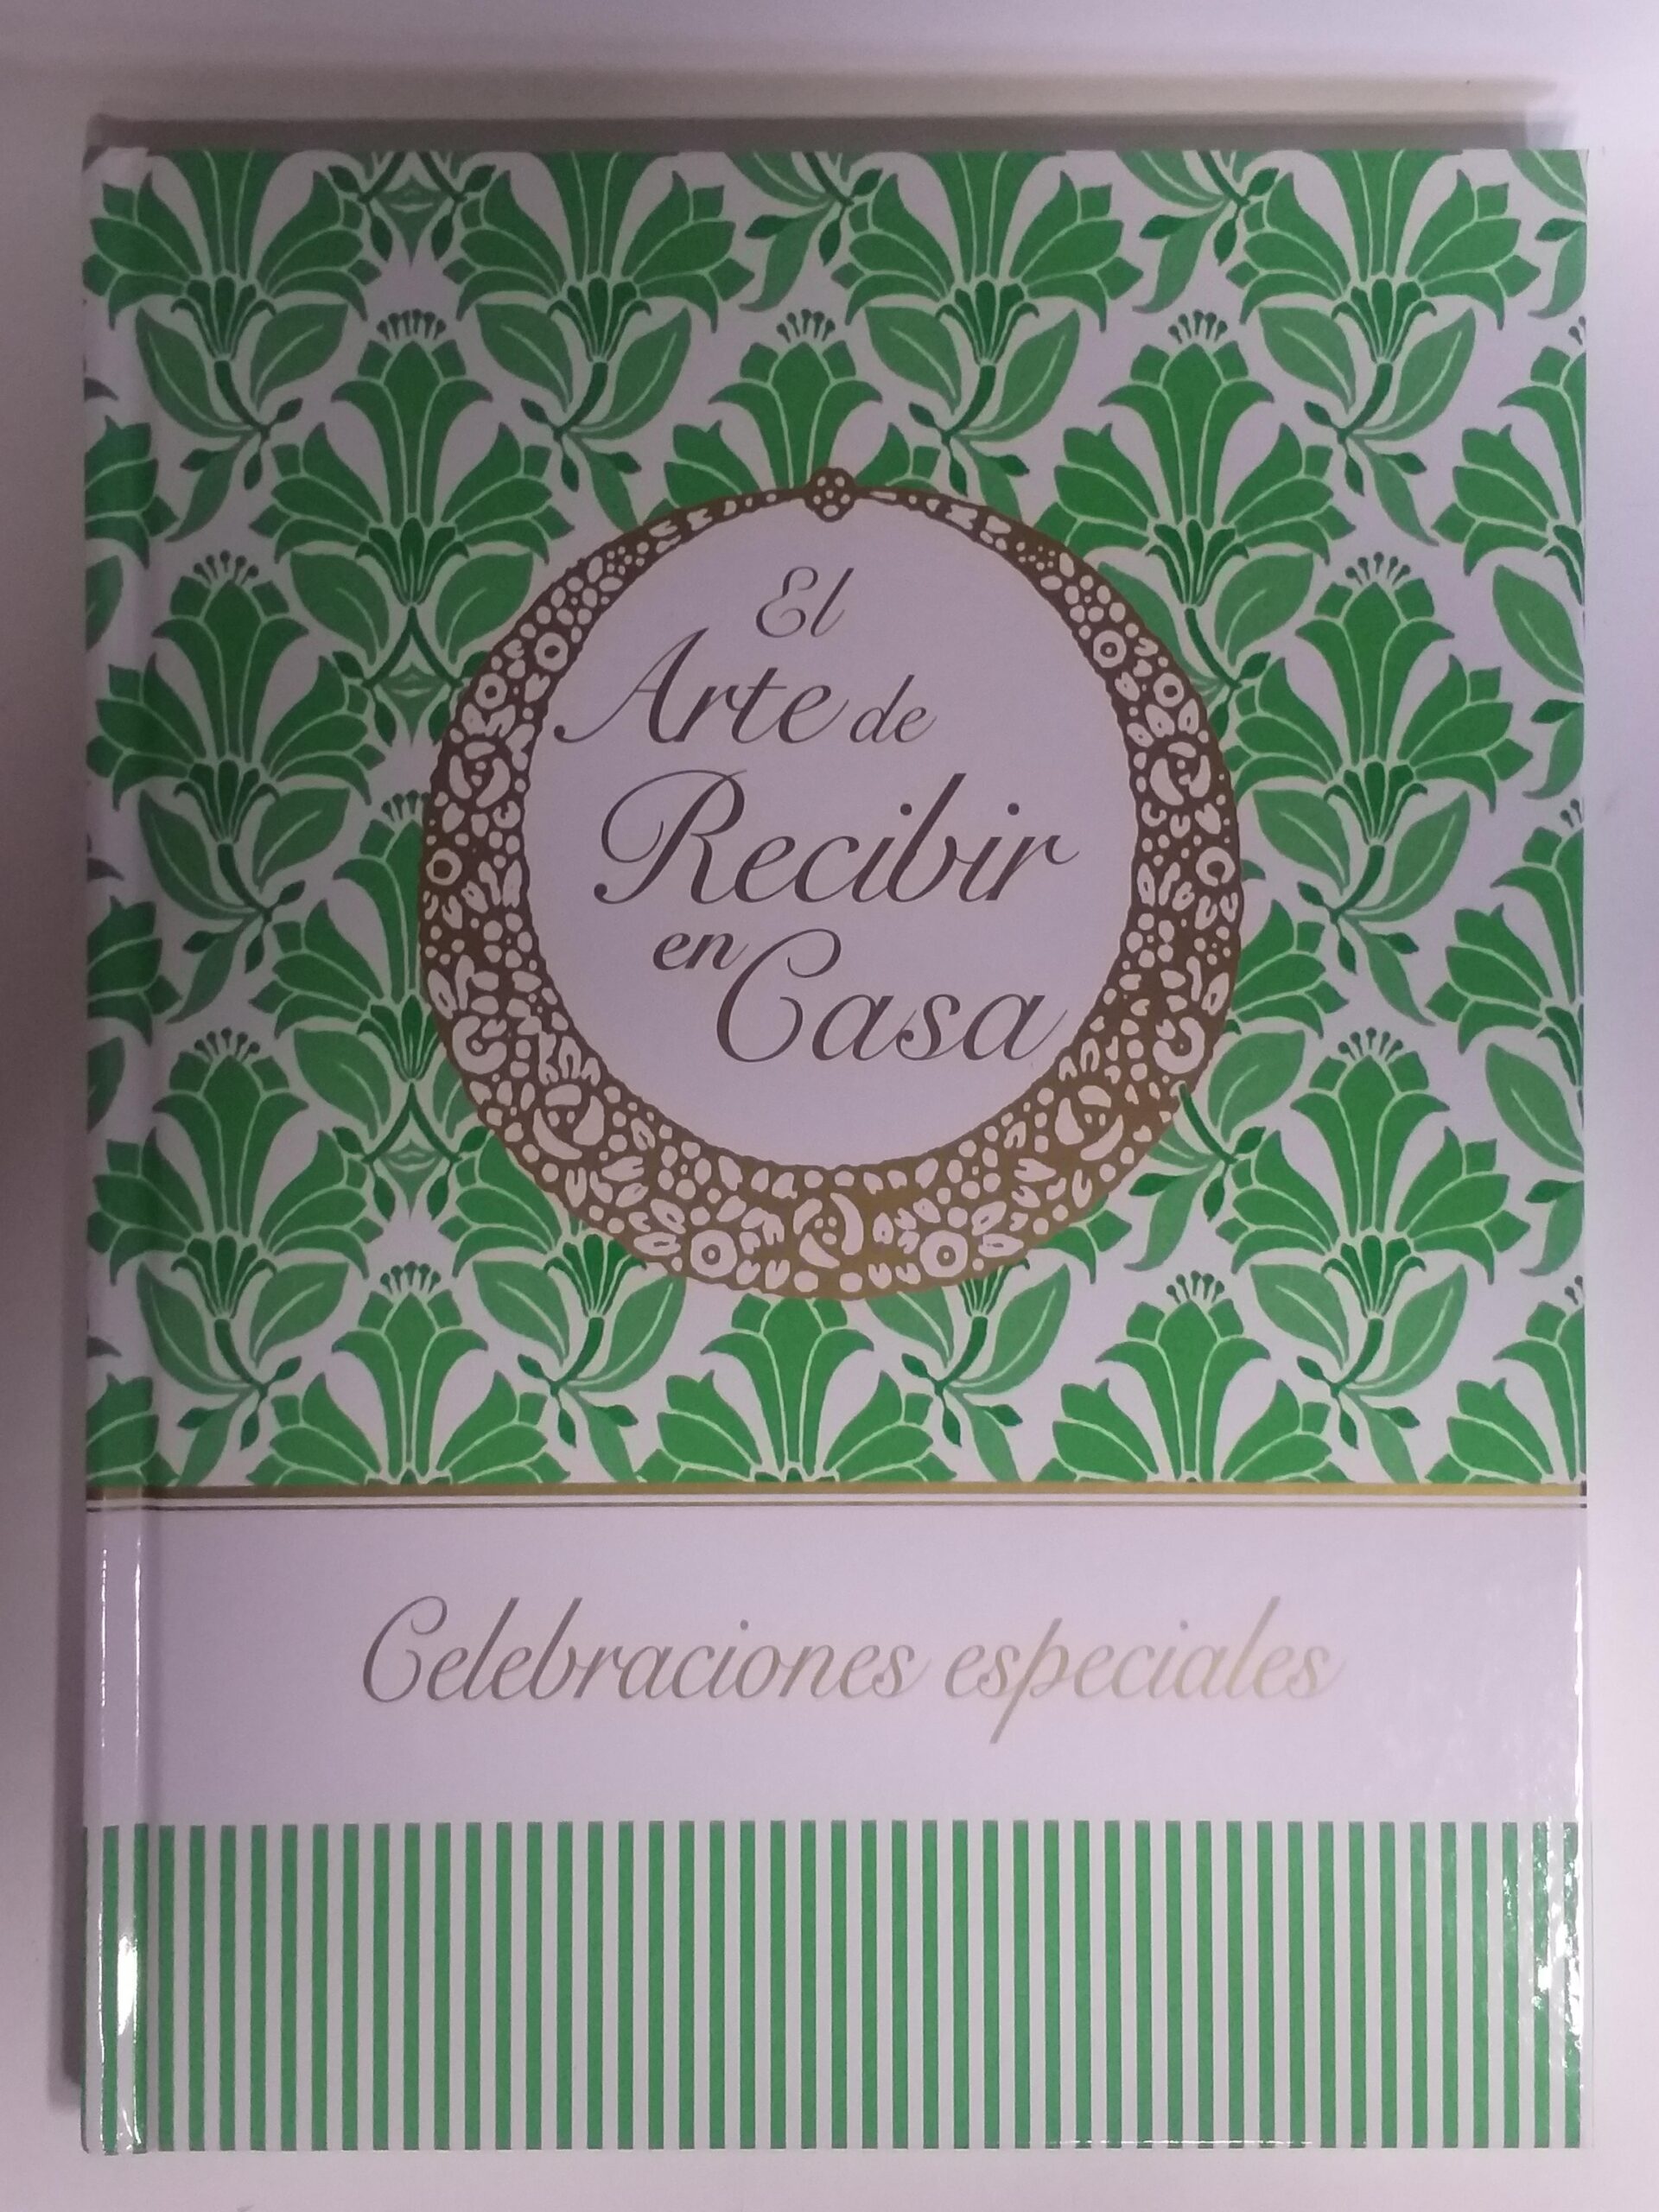 El
Arte de
Recibir
en Casa
Celebraciones especiales